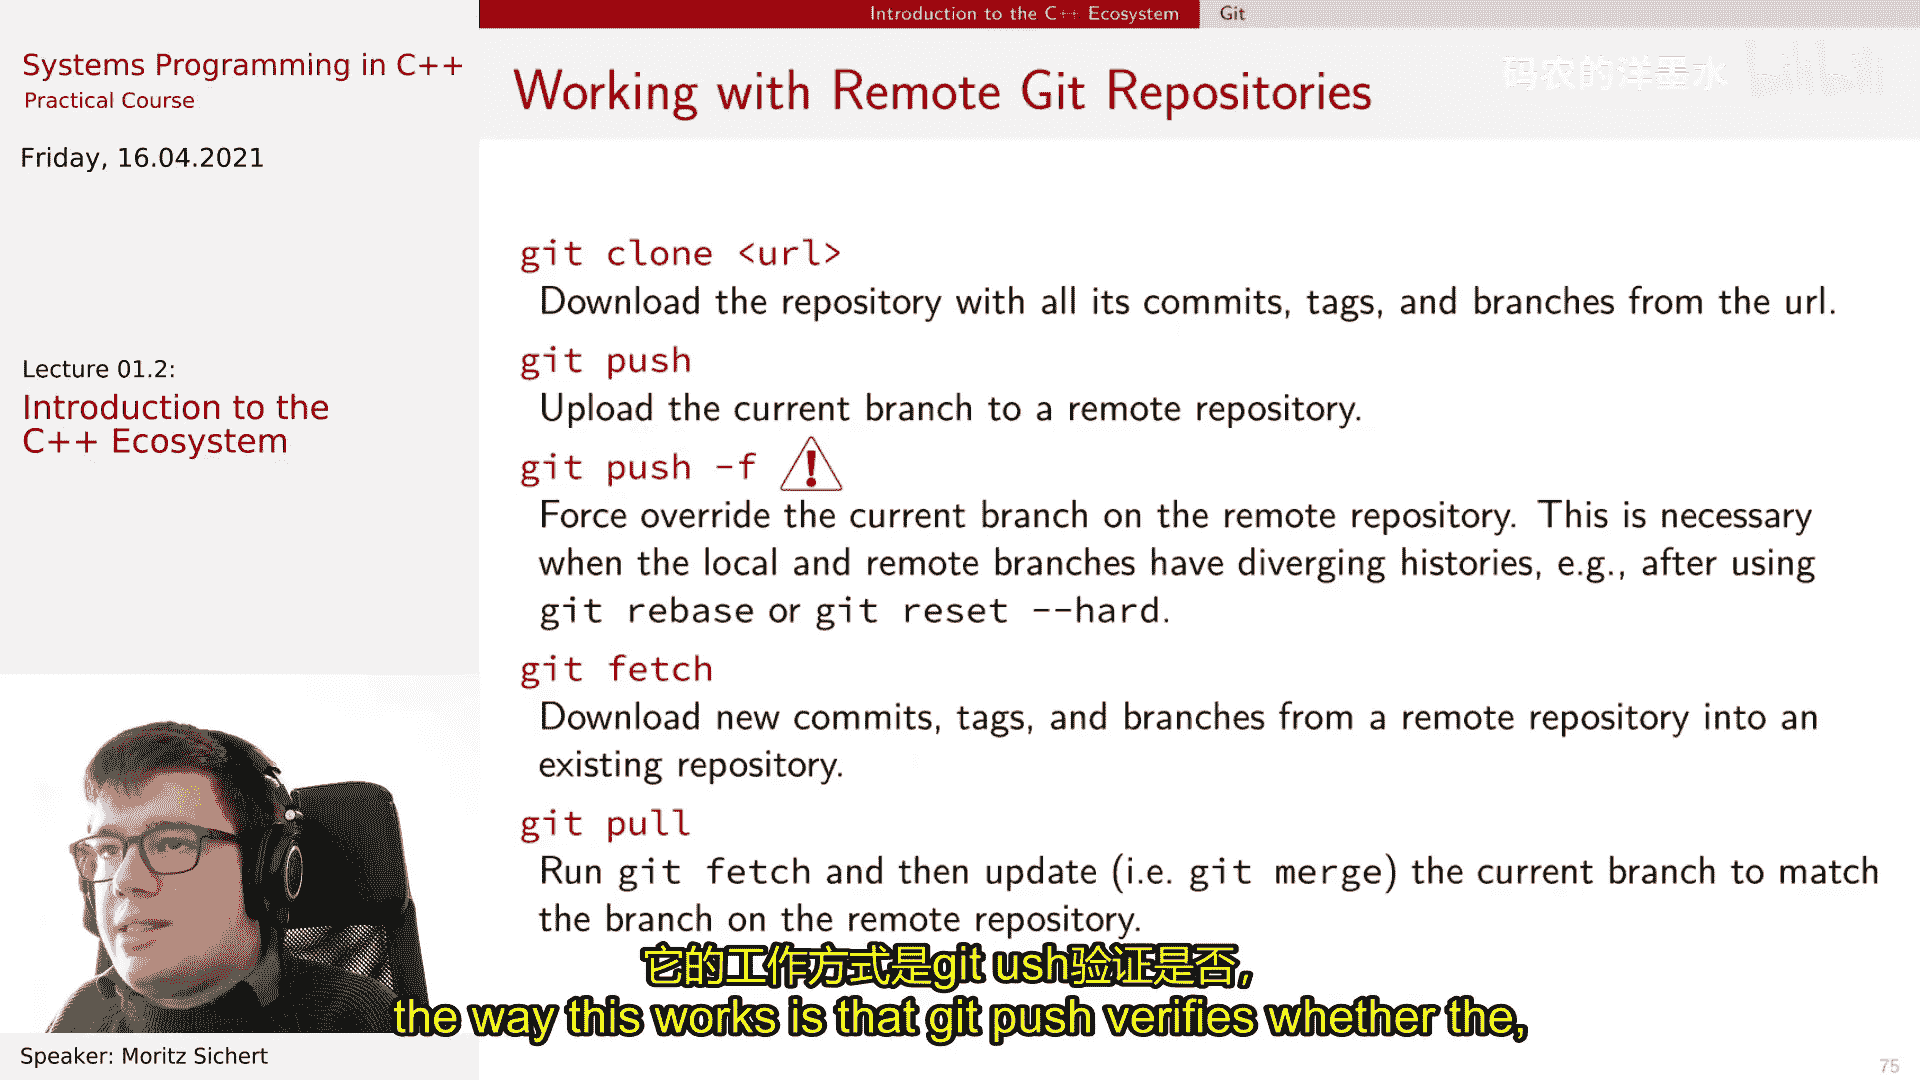 Introduction to the C++ Ecosystem
Git
Systems Programming in C++
Practical Course
Friday, 16.04.2021
Lecture 01.2:
Introduction to the
C++ Ecosystem
Working with Remote Git Repositories
码农的洋墨水
bilibili
git clone <url>
Download the repository with all its commits, tags, and branches from the url.
git push
Upload the current branch to a remote repository.
git push -f
Force override the current branch on the remote repository. This is necessary
when the local and remote branches have diverging histories, e.g., after using
git rebase or git reset --hard.
git fetch
Download new commits, tags, and branches from a remote repository into an
existing repository.
git pull
Run git fetch and then update (i.e. git merge) the current branch to match
the branch on the remote repository.
它的工作方式是git ush验证是否,
the way this works is that git push verifies whether the,
Speaker: Moritz Sichert
75